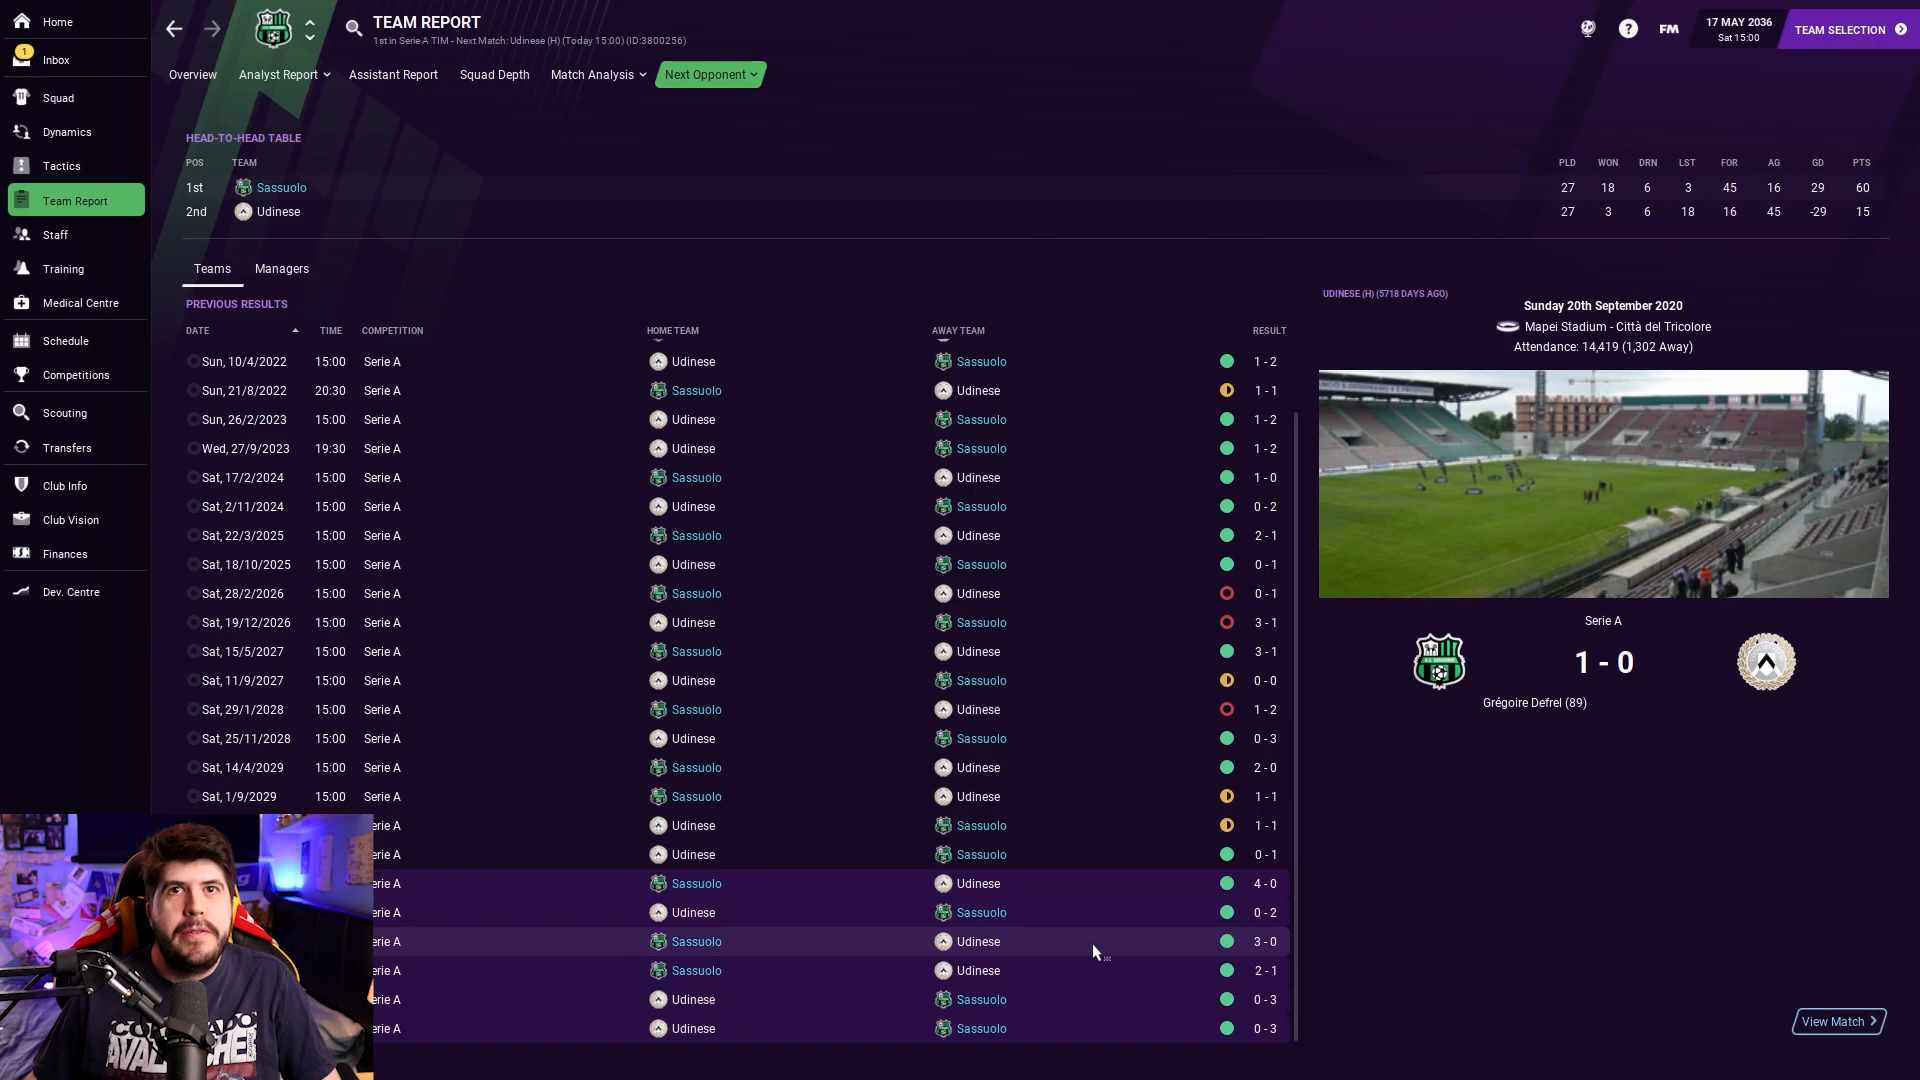 Home
1
Inbox
Squad
Dynamics
Tactics
Team Report
Staff
Training
Medical Centre
Schedule
Competitions
Scouting
Transfers
Club Info
Club Vision
Finances
Dev. Centre
TEAM REPORT
1st in Serie A TIM - Next Match: Udinese (H) (Today 15:00) (ID:3800256)
FM
17 MAY 2036
Sat 15:00
TEAM SELECTION
Overview Analyst Report Assistant Report Squad Depth Match Analysis Next Opponent
HEAD-TO-HEAD TABLE
POS TEAM PLD WON DRN LST FOR AG GD PTS
1st Sassuolo 27 18 6 3 45 16 29 60
2nd Udinese 27 3 6 18 16 45 -29 15
Teams Managers
PREVIOUS RESULTS
DATE TIME COMPETITION HOME TEAM AWAY TEAM RESULT
Sun, 10/4/2022 15:00 Serie A Udinese Sassuolo 1 - 2
Sun, 21/8/2022 20:30 Serie A Sassuolo Udinese 1 - 1
Sun, 26/2/2023 15:00 Serie A Udinese Sassuolo 1 - 2
Wed, 27/9/2023 19:30 Serie A Udinese Sassuolo 1 - 2
Sat, 17/2/2024 15:00 Serie A Sassuolo Udinese 1 - 0
Sat, 2/11/2024 15:00 Serie A Udinese Sassuolo 0 - 2
Sat, 22/3/2025 15:00 Serie A Sassuolo Udinese 2 - 1
Sat, 18/10/2025 15:00 Serie A Udinese Sassuolo 0 - 1
Sat, 28/2/2026 15:00 Serie A Sassuolo Udinese 0 - 1
Sat, 19/12/2026 15:00 Serie A Udinese Sassuolo 3 - 1
Sat, 15/5/2027 15:00 Serie A Sassuolo Udinese 3 - 1
Sat, 11/9/2027 15:00 Serie A Udinese Sassuolo 0 - 0
Sat, 29/1/2028 15:00 Serie A Sassuolo Udinese 1 - 2
Sat, 25/11/2028 15:00 Serie A Udinese Sassuolo 0 - 3
Sat, 14/4/2029 15:00 Serie A Sassuolo Udinese 2 - 0
Sat, 1/9/2029 15:00 Serie A Sassuolo Udinese 1 - 1
erie A Udinese Sassuolo 1 - 1
erie A Udinese Sassuolo 0 - 1
erie A Sassuolo Udinese 4 - 0
erie A Udinese Sassuolo 0 - 2
erie A Sassuolo Udinese 3 - 0
erie A Sassuolo Udinese 2 - 1
erie A Udinese Sassuolo 0 - 3
erie A Udinese Sassuolo 0 - 3
UDINESE (H) (5718 DAYS AGO)
Sunday 20th September 2020
Mapei Stadium - Città del Tricolore
Attendance: 14,419 (1,302 Away)
Serie A
1 - 0
Grégoire Defrel (89)
View Match